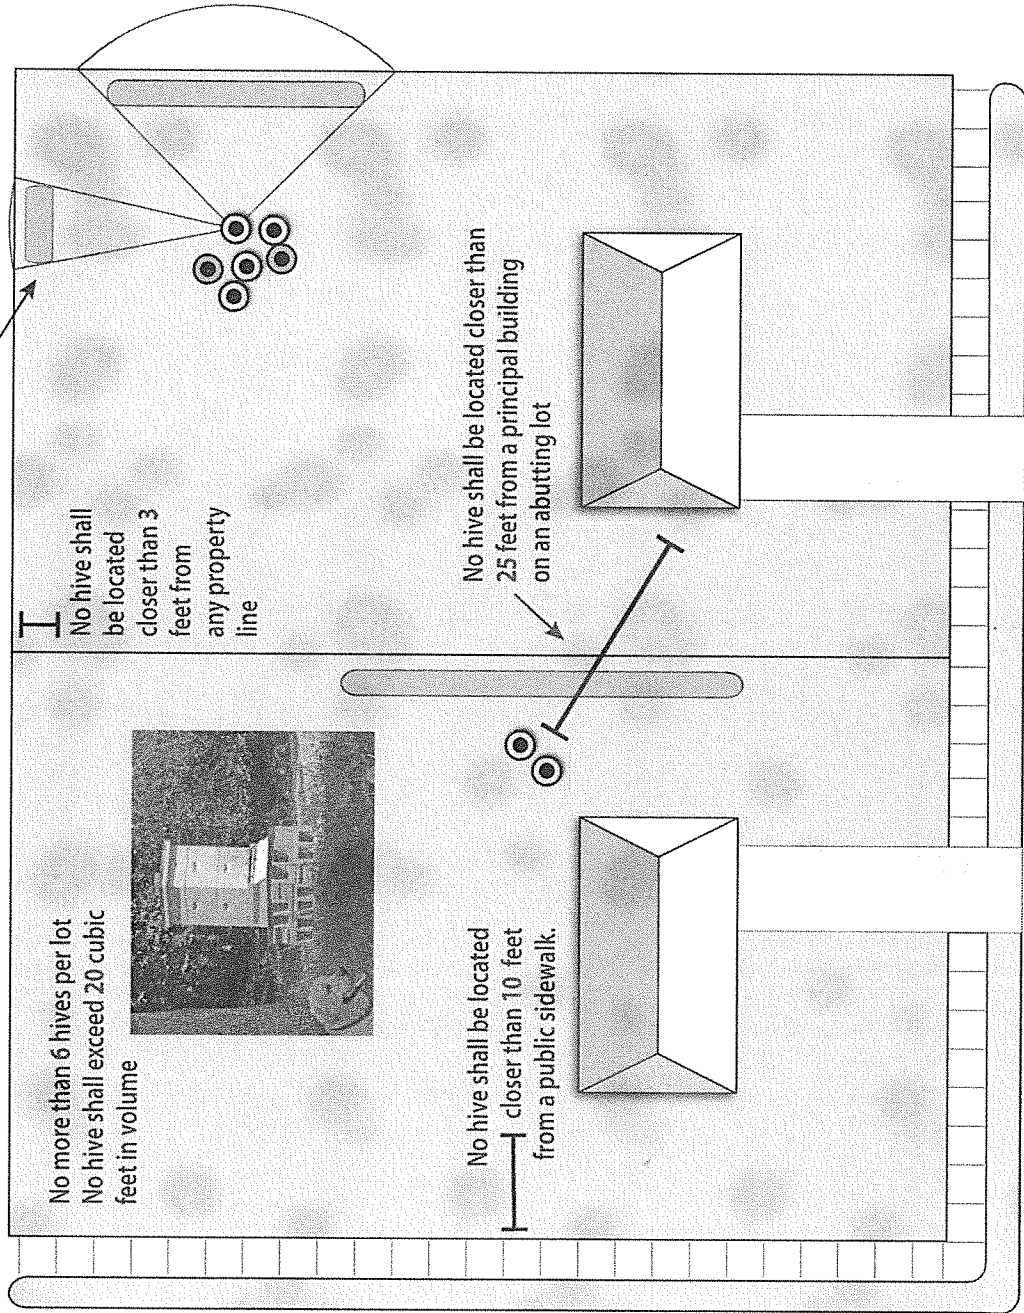 No more than 6 hives per lot
No hive shall exceed 20 cubic
feet in volume
No hive shall
be located
closer than 3
feet from
any property
line
No hive shall be located
closer than 10 feet
from a public sidewalk.
No hive shall be located closer than
25 feet from a principal building
on an abutting lot